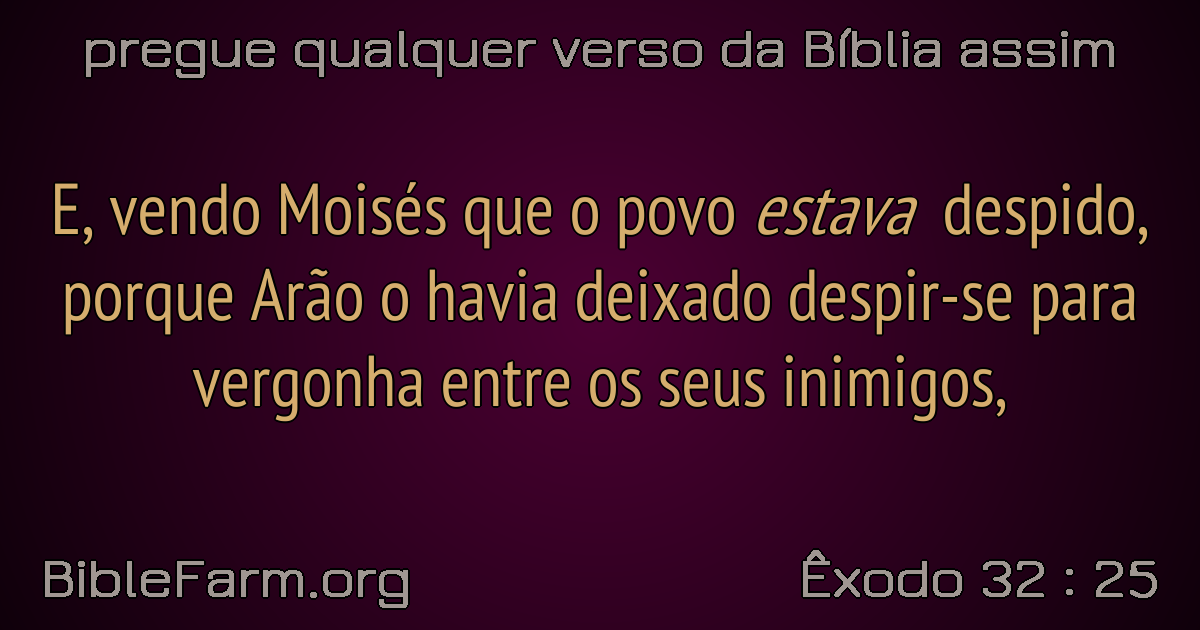 pregue qualquer verso da Bíblia assim
E, vendo Moisés que o povo estava despido,
porque Arão o havia deixado despir-se para
vergonha entre os seus inimigos,
BibleFarm.org
Êxodo 32 : 25